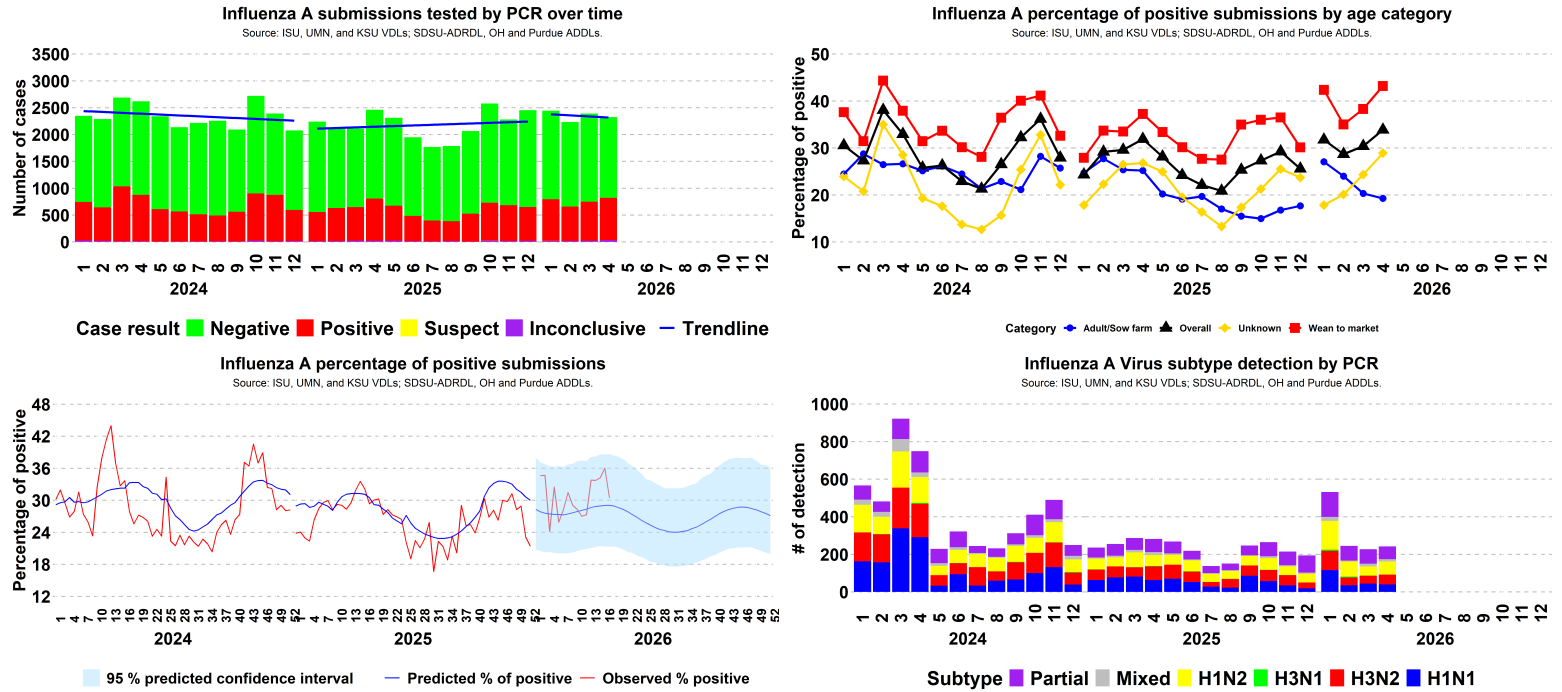 Influenza A submissions tested by PCR over time
Source: ISU, UMN, and KSU VDLs; SDSU-ADRDL, OH and Purdue ADDLs.
Number of cases
3500
3000
2500
2000
1500
1000
500
0
1 2 3 4 5 6 7 8 9 10 11 12 1 2 3 4 5 6 7 8 9 10 11 12 1 2 3 4 5 6 7 8 9 10 11 12
2024 2025 2026
Case result Negative Positive Suspect Inconclusive Trendline
Influenza A percentage of positive submissions by age category
Source: ISU, UMN, and KSU VDLs; SDSU-ADRDL, OH and Purdue ADDLs.
Percentage of positive
50
40
30
20
10
1 2 3 4 5 6 7 8 9 10 11 12 1 2 3 4 5 6 7 8 9 10 11 12 1 2 3 4 5 6 7 8 9 10 11 12
2024 2025 2026
Category Adult/Sow farm Overall Unknown Wean to market
Influenza A percentage of positive submissions
Source: ISU, UMN, and KSU VDLs; SDSU-ADRDL, OH and Purdue ADDLs.
Percentage of positive
48
42
36
30
24
18
12
1 4 7 10 13 16 19 22 25 28 31 34 37 40 43 46 49 52 1 4 7 10 13 16 19 22 25 28 31 34 37 40 43 46 49 52 1 4 7 10 13 16 19 22 25 28 31 34 37 40 43 46 49 52
2024 2025 2026
95 % predicted confidence interval Predicted % of positive Observed % positive
Influenza A Virus subtype detection by PCR
Source: ISU, UMN, and KSU VDLs; SDSU-ADRDL, OH and Purdue ADDLs.
# of detection
1000
800
600
400
200
0
1 2 3 4 5 6 7 8 9 10 11 12 1 2 3 4 5 6 7 8 9 10 11 12 1 2 3 4 5 6 7 8 9 10 11 12
2024 2025 2026
Subtype Partial Mixed H1N2 H3N1 H3N2 H1N1